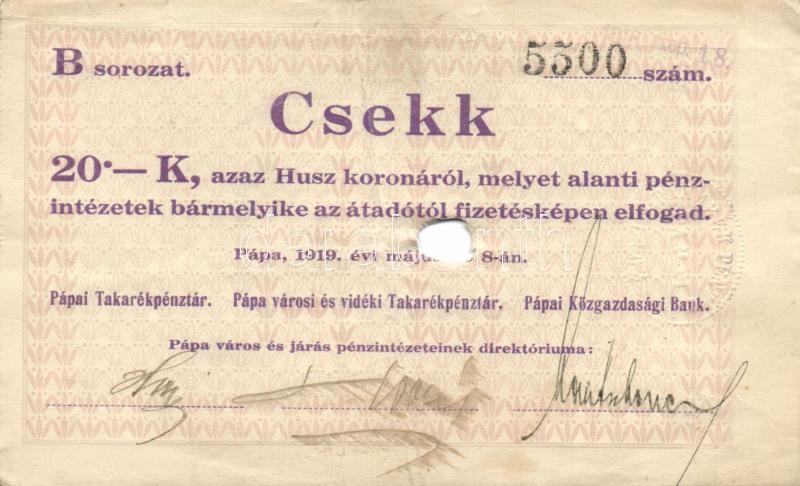 B sorozat. 5500 szám.
Csekk
20·— K, azaz Husz koronáról, melyet alanti pénz-
intézetek bármelyike az átadótól fizetésképen elfogad.
Pápa, 1919. évi 8-án.
Pápai Takarékpénztár. Pápa városi és vidéki Takarékpénztár. Pápai Közgazdasági Bank.
Pápa város és járás pénzintézeteinek direktóriuma: